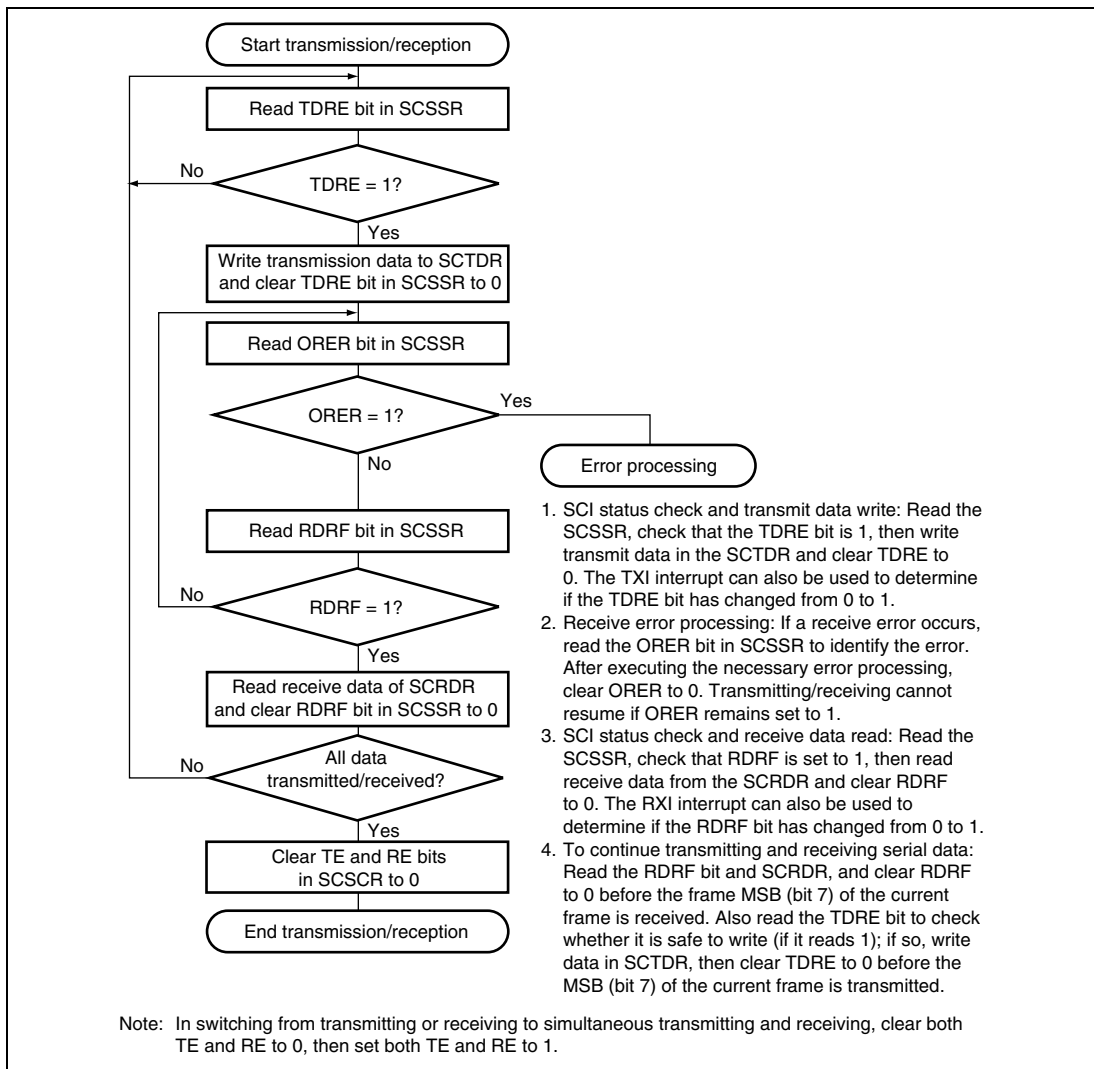 Start transmission/reception
Read TDRE bit in SCSSR
No
TDRE = 1?
Yes
Write transmission data to SCTDR
and clear TDRE bit in SCSSR to 0
Read ORER bit in SCSSR
Yes
ORER = 1?
No
Error processing
Read RDRF bit in SCSSR
No
RDRF = 1?
Yes
Read receive data of SCRDR
and clear RDRF bit in SCSSR to 0
No
All data
transmitted/received?
Yes
Clear TE and RE bits
in SCSCR to 0
End transmission/reception
1. SCI status check and transmit data write: Read the
SCSSR, check that the TDRE bit is 1, then write
transmit data in the SCTDR and clear TDRE to
0. The TXI interrupt can also be used to determine
if the TDRE bit has changed from 0 to 1.
2. Receive error processing: If a receive error occurs,
read the ORER bit in SCSSR to identify the error.
After executing the necessary error processing,
clear ORER to 0. Transmitting/receiving cannot
resume if ORER remains set to 1.
3. SCI status check and receive data read: Read the
SCSSR, check that RDRF is set to 1, then read
receive data from the SCRDR and clear RDRF
to 0. The RXI interrupt can also be used to
determine if the RDRF bit has changed from 0 to 1.
4. To continue transmitting and receiving serial data:
Read the RDRF bit and SCRDR, and clear RDRF
to 0 before the frame MSB (bit 7) of the current
frame is received. Also read the TDRE bit to check
whether it is safe to write (if it reads 1); if so, write
data in SCTDR, then clear TDRE to 0 before the
MSB (bit 7) of the current frame is transmitted.
Note: In switching from transmitting or receiving to simultaneous transmitting and receiving, clear both
TE and RE to 0, then set both TE and RE to 1.